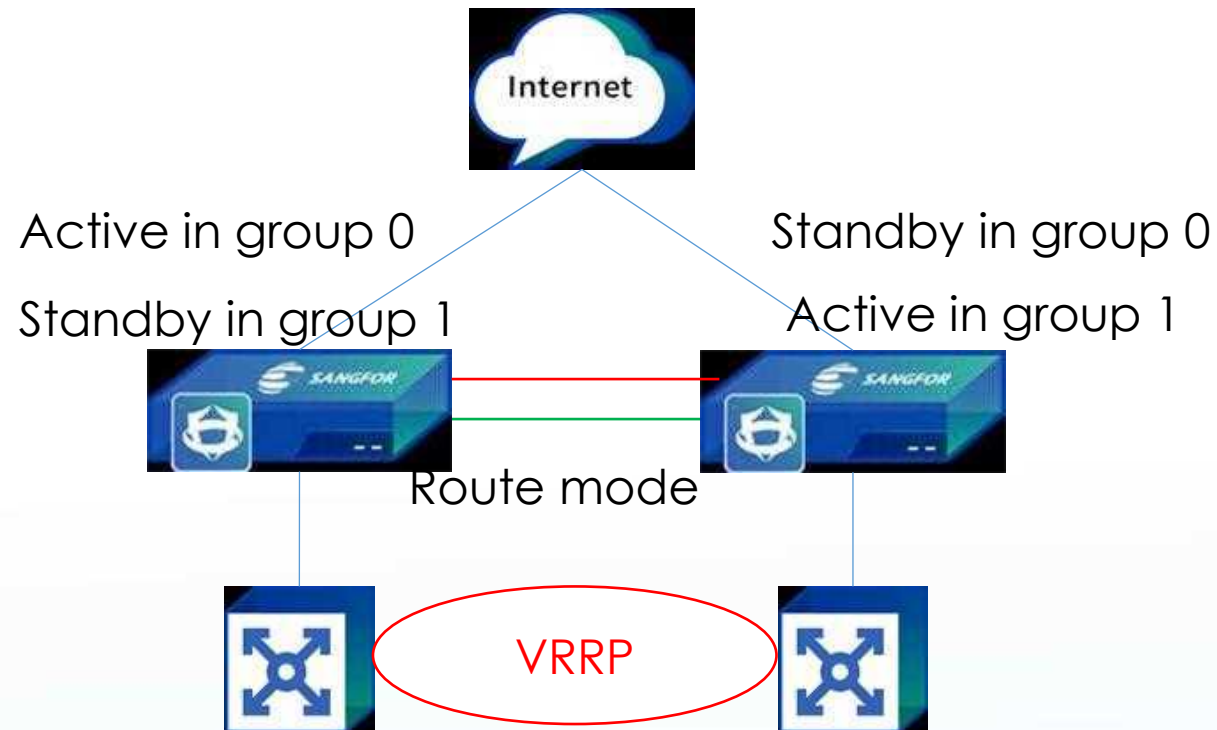 Internet
Active in group 0
Standby in group 0
Standby in group 1
Active in group 1
SANGFOR
SANGFOR
Route mode
VRRP